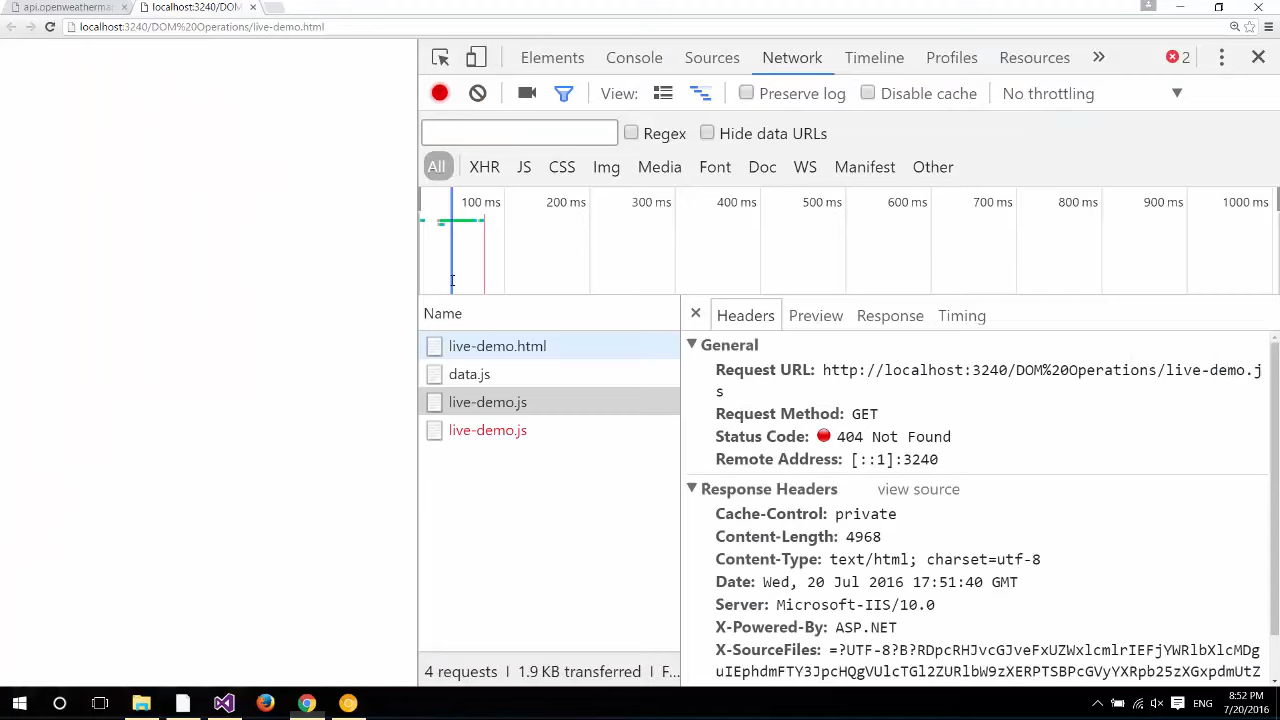 api.openweathermap
localhost:3240/DOM Oper
localhost:3240/DOM%20Operations/live-demo.html
Elements Console Sources Network Timeline Profiles Resources » 2
View: Preserve log Disable cache No throttling
Regex Hide data URLs
All XHR JS CSS Img Media Font Doc WS Manifest Other
100 ms 200 ms 300 ms 400 ms 500 ms 600 ms 700 ms 800 ms 900 ms 1000 ms
Name
live-demo.html
data.js
live-demo.js
live-demo.js
4 requests | 1.9 KB transferred | F...
Headers Preview Response Timing
General
Request URL: http://localhost:3240/DOM%20Operations/live-demo.j
s
Request Method: GET
Status Code: 404 Not Found
Remote Address: [::1]:3240
Response Headers view source
Cache-Control: private
Content-Length: 4968
Content-Type: text/html; charset=utf-8
Date: Wed, 20 Jul 2016 17:51:40 GMT
Server: Microsoft-IIS/10.0
X-Powered-By: ASP.NET
X-SourceFiles:
ENG
8:52 PM
7/20/2016